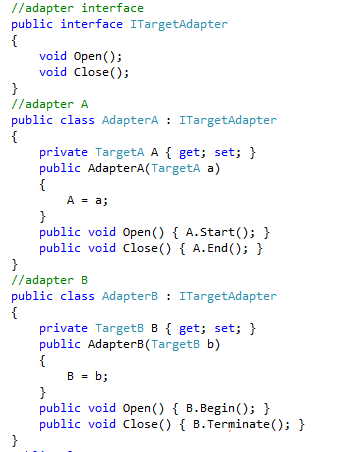 //adapter interface
public interface ITargetAdapter
{
    void Open();
    void Close();
}
//adapter A
public class AdapterA : ITargetAdapter
{
    private TargetA A { get; set; }
    public AdapterA(TargetA a)
    {
        A = a;
    }
    public void Open() { A.Start(); }
    public void Close() { A.End(); }
}
//adapter B
public class AdapterB : ITargetAdapter
{
    private TargetB B { get; set; }
    public AdapterB(TargetB b)
    {
        B = b;
    }
    public void Open() { B.Begin(); }
    public void Close() { B.Terminate(); }
}